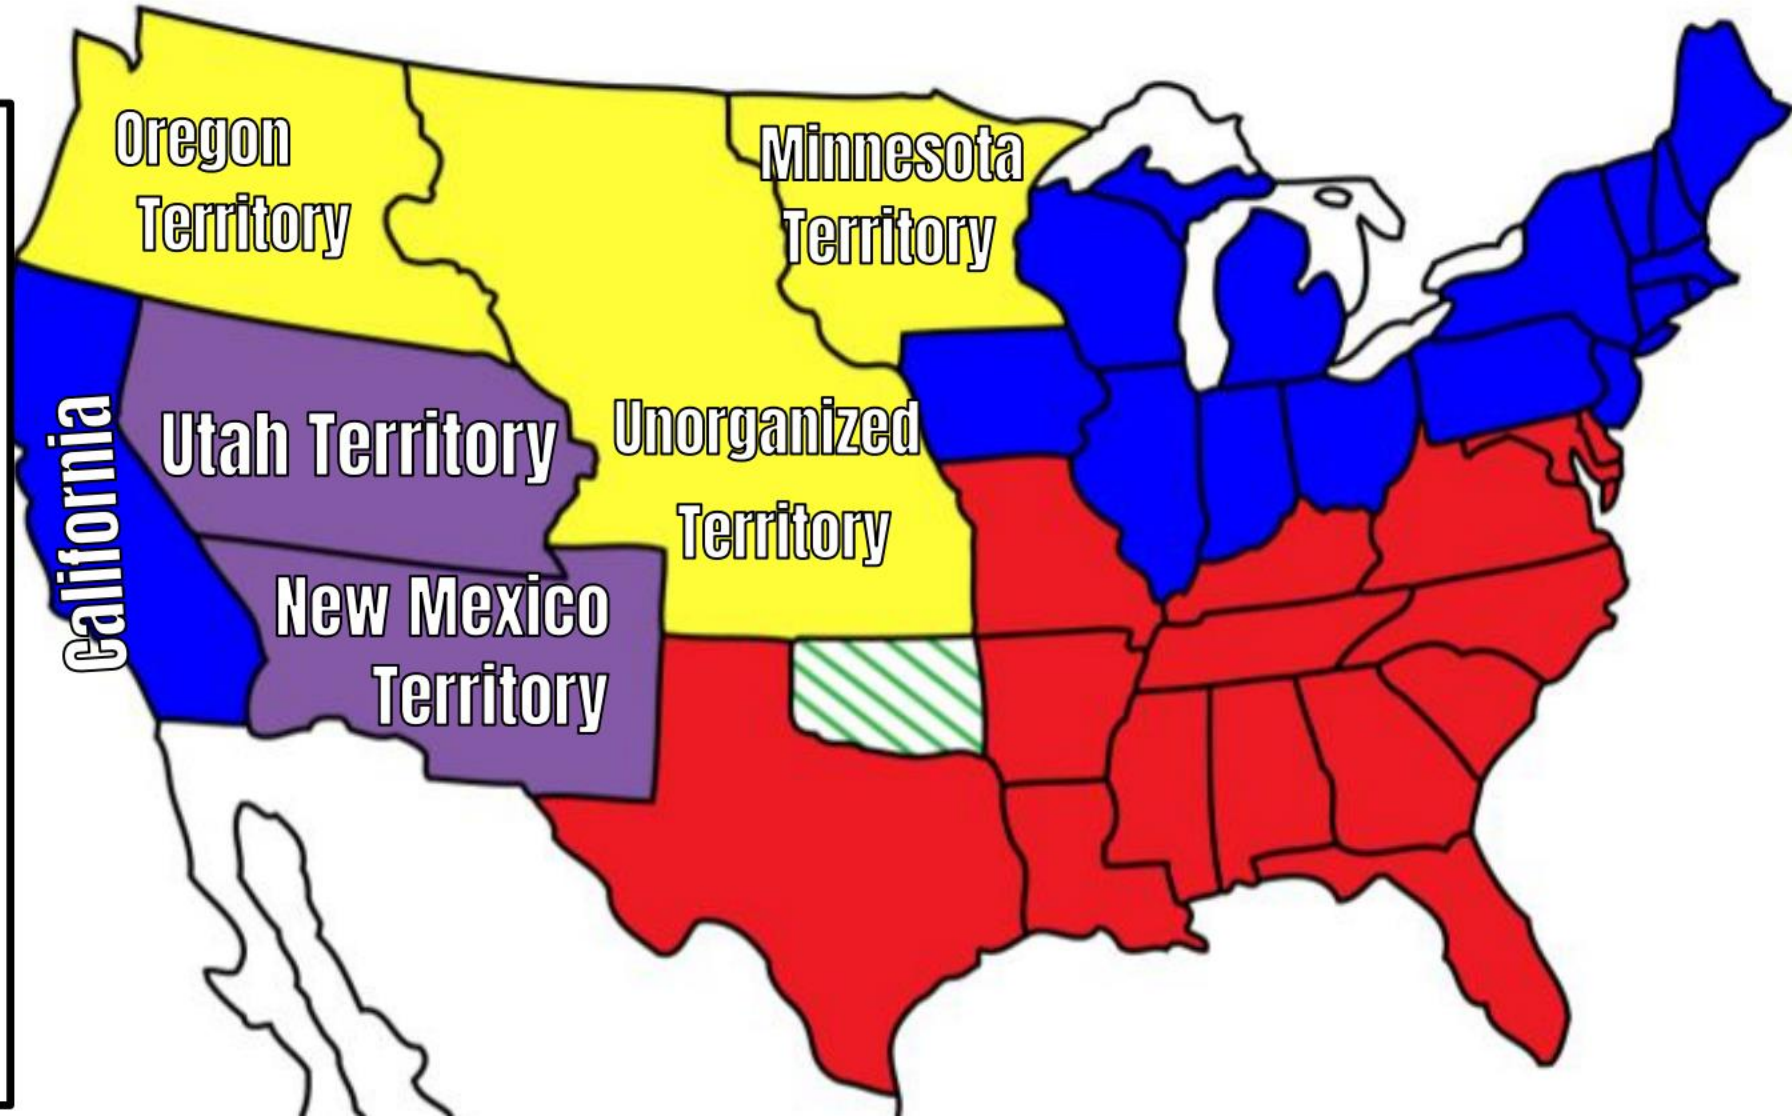 Oregon
Territory
Minnesota
Territory
California
Utah Territory
Unorganized
Territory
New Mexico
Territory